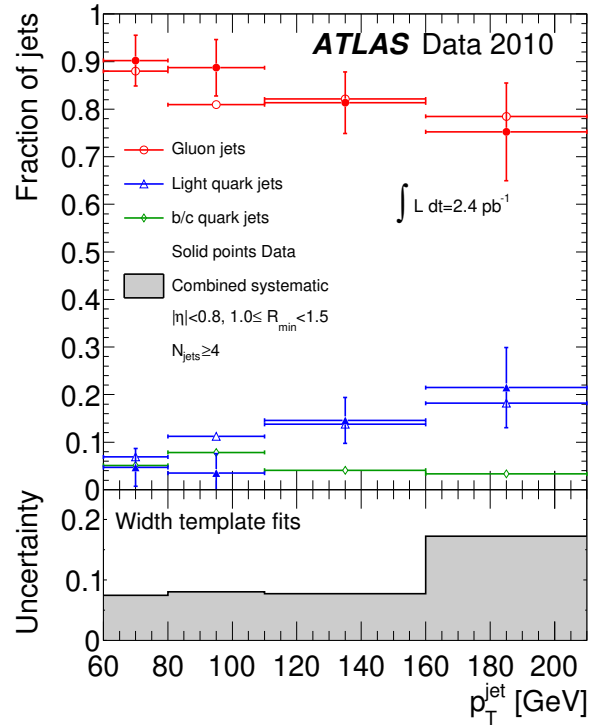 ATLAS Data 2010
Fraction of jets
1
0.9
0.8
0.7
0.6
0.5
0.4
0.3
0.2
0.1
0
Gluon jets
Light quark jets
b/c quark jets
Solid points Data
Combined systematic
|η|<0.8, 1.0≤ R_min<1.5
N_jets≥4
∫ L dt=2.4 pb⁻¹
Uncertainty
0.2
0.1
0
Width template fits
60 80 100 120 140 160 180 200
p_T^jet [GeV]